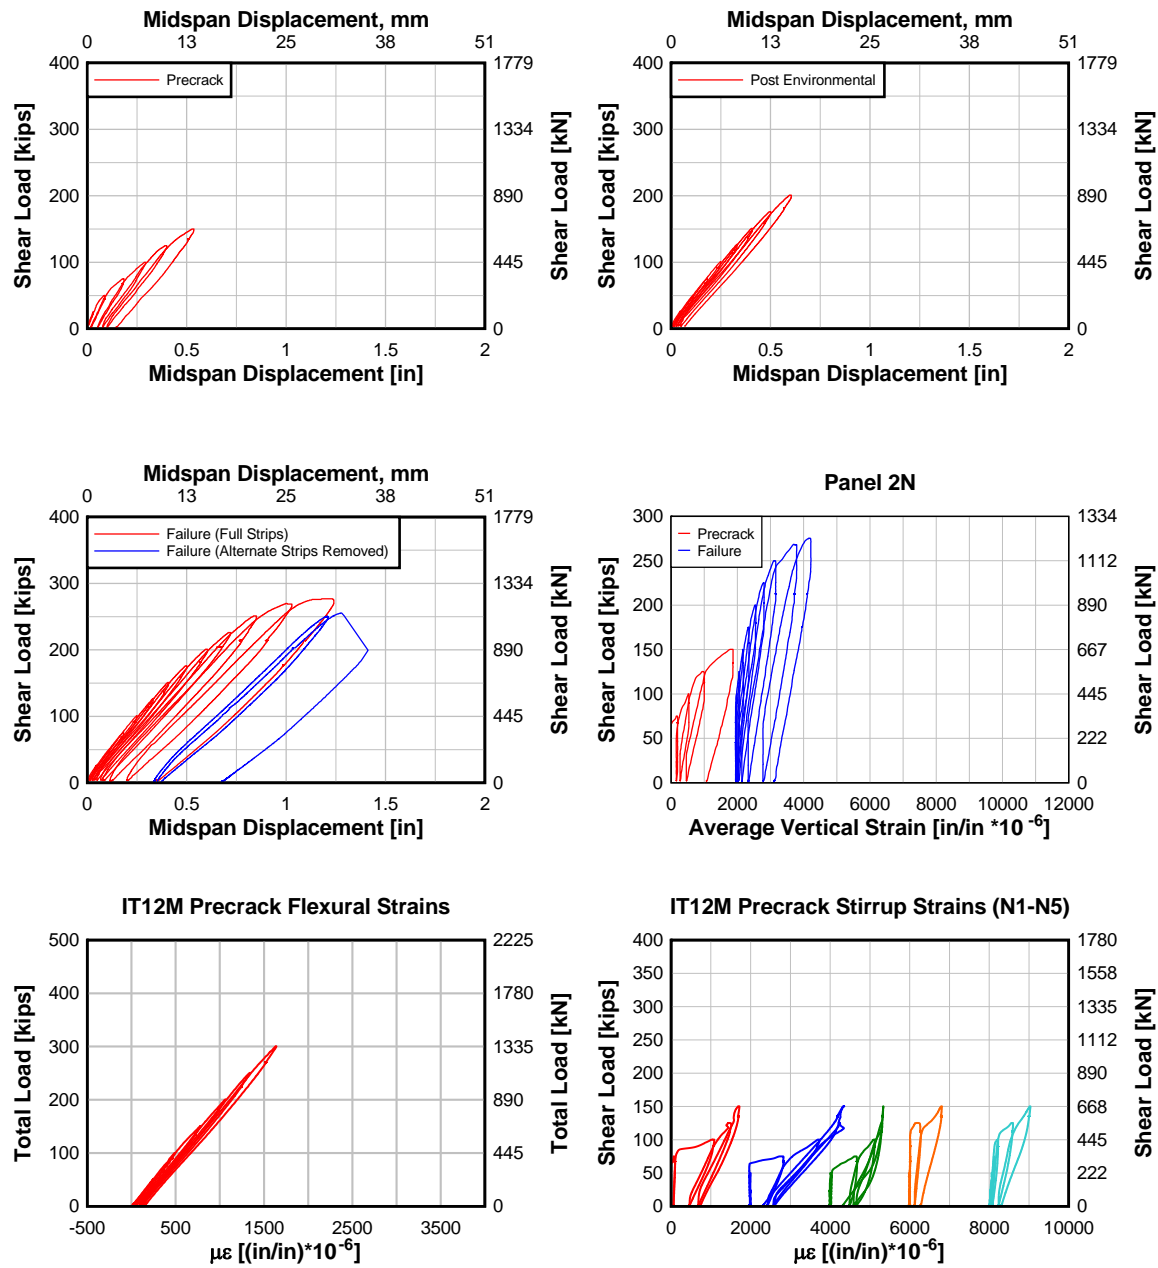 Midspan Displacement, mm
0 13 25 38 51
400 1779
Precrack
300 1334
200 890
100 445
0 0
Shear Load [kips]
Shear Load [kN]
0 0.5 1 1.5 2
Midspan Displacement [in]
Midspan Displacement, mm
0 13 25 38 51
400 1779
Post Environmental
300 1334
200 890
100 445
0 0
Shear Load [kips]
Shear Load [kN]
0 0.5 1 1.5 2
Midspan Displacement [in]
Midspan Displacement, mm
0 13 25 38 51
400 1779
Failure (Full Strips)
Failure (Alternate Strips Removed)
300 1334
200 890
100 445
0 0
Shear Load [kips]
Shear Load [kN]
0 0.5 1 1.5 2
Midspan Displacement [in]
Panel 2N
300 1334
Precrack
Failure
250 1112
200 890
150 667
100 445
50 222
0 0
Shear Load [kips]
Shear Load [kN]
0 2000 4000 6000 8000 10000 12000
Average Vertical Strain [in/in *10 -6]
IT12M Precrack Flexural Strains
500 2225
400 1780
300 1335
200 890
100 445
0 0
Total Load [kips]
Total Load [kN]
-500 500 1500 2500 3500
με [(in/in)*10-6]
IT12M Precrack Stirrup Strains (N1-N5)
400 1780
350 1558
300 1335
250 1112
200 890
150 668
100 445
50 222
0 0
Shear Load [kips]
Shear Load [kN]
0 2000 4000 6000 8000 10000
με [(in/in)*10-6]